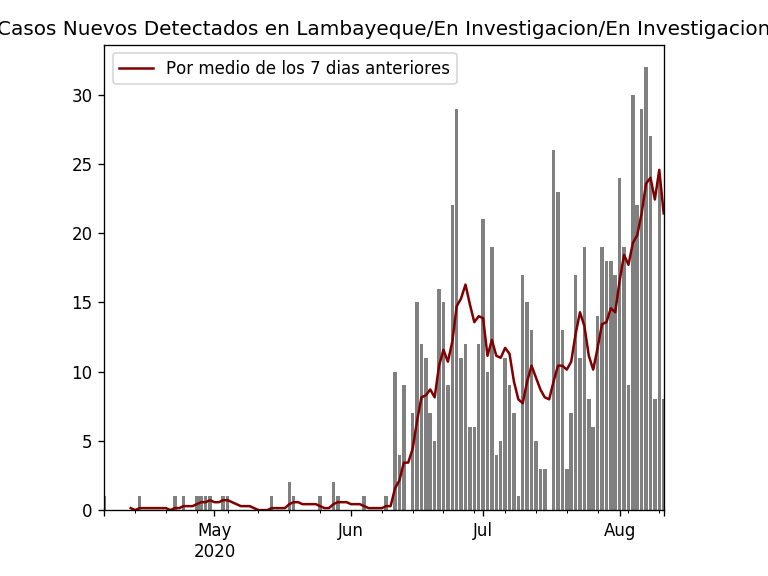 Casos Nuevos Detectados en Lambayeque/En Investigacion/En Investigacion
Por medio de los 7 dias anteriores
30
25
20
15
10
5
0
May Jun Jul Aug
2020